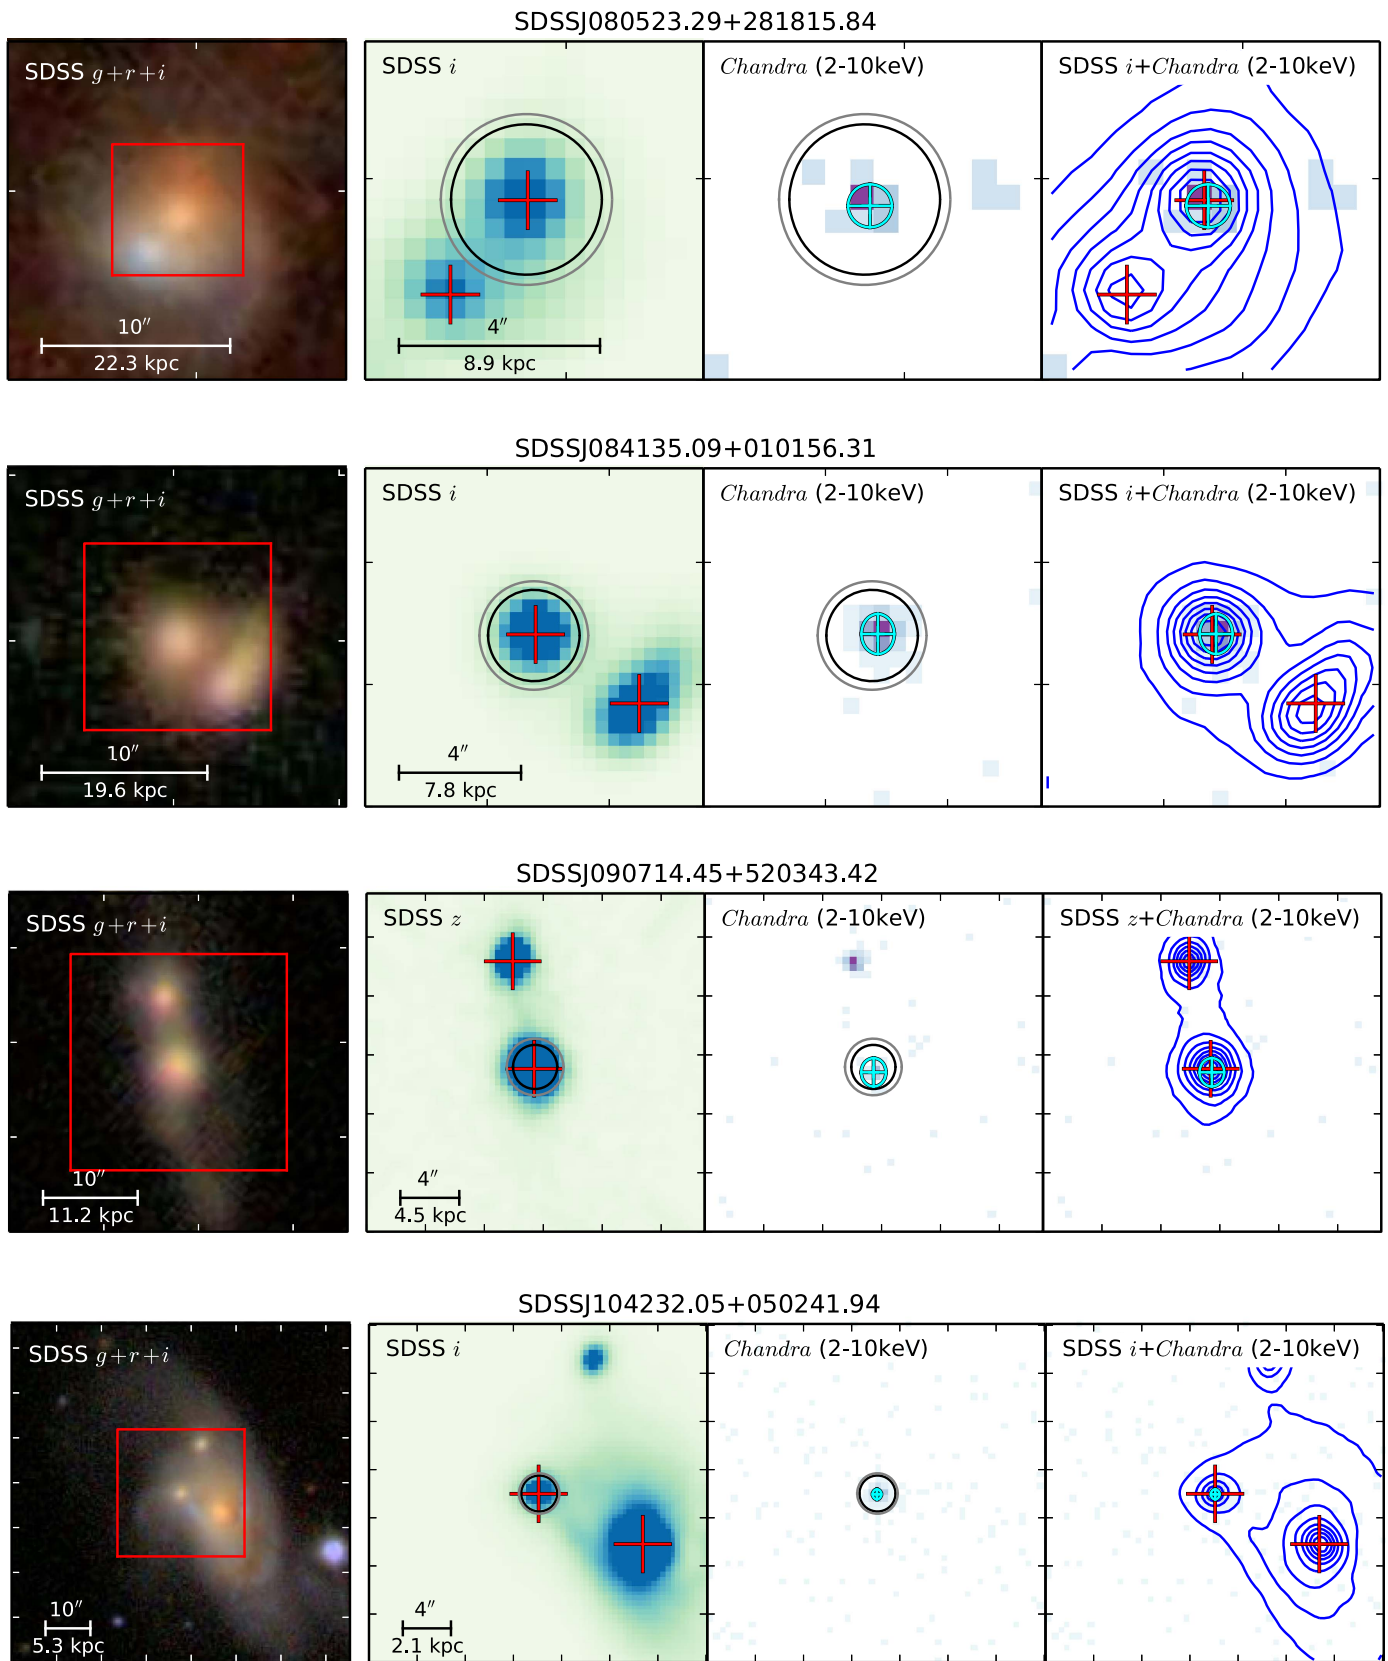 SDSSJ080523.29+281815.84
SDSS g+r+i
SDSS i
Chandra (2-10keV)
SDSS i+Chandra (2-10keV)
10″
22.3 kpc
4″
8.9 kpc
SDSSJ084135.09+010156.31
SDSS g+r+i
SDSS i
Chandra (2-10keV)
SDSS i+Chandra (2-10keV)
10″
19.6 kpc
4″
7.8 kpc
SDSSJ090714.45+520343.42
SDSS g+r+i
SDSS z
Chandra (2-10keV)
SDSS z+Chandra (2-10keV)
10″
11.2 kpc
4″
4.5 kpc
SDSSJ104232.05+050241.94
SDSS g+r+i
SDSS i
Chandra (2-10keV)
SDSS i+Chandra (2-10keV)
10″
5.3 kpc
4″
2.1 kpc